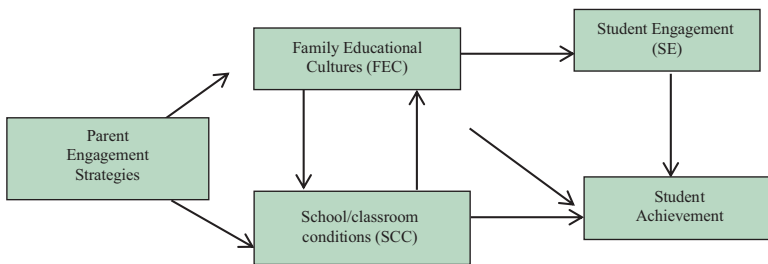 Parent
Engagement
Strategies
Family Educational
Cultures (FEC)
School/classroom
conditions (SCC)
Student Engagement
(SE)
Student
Achievement